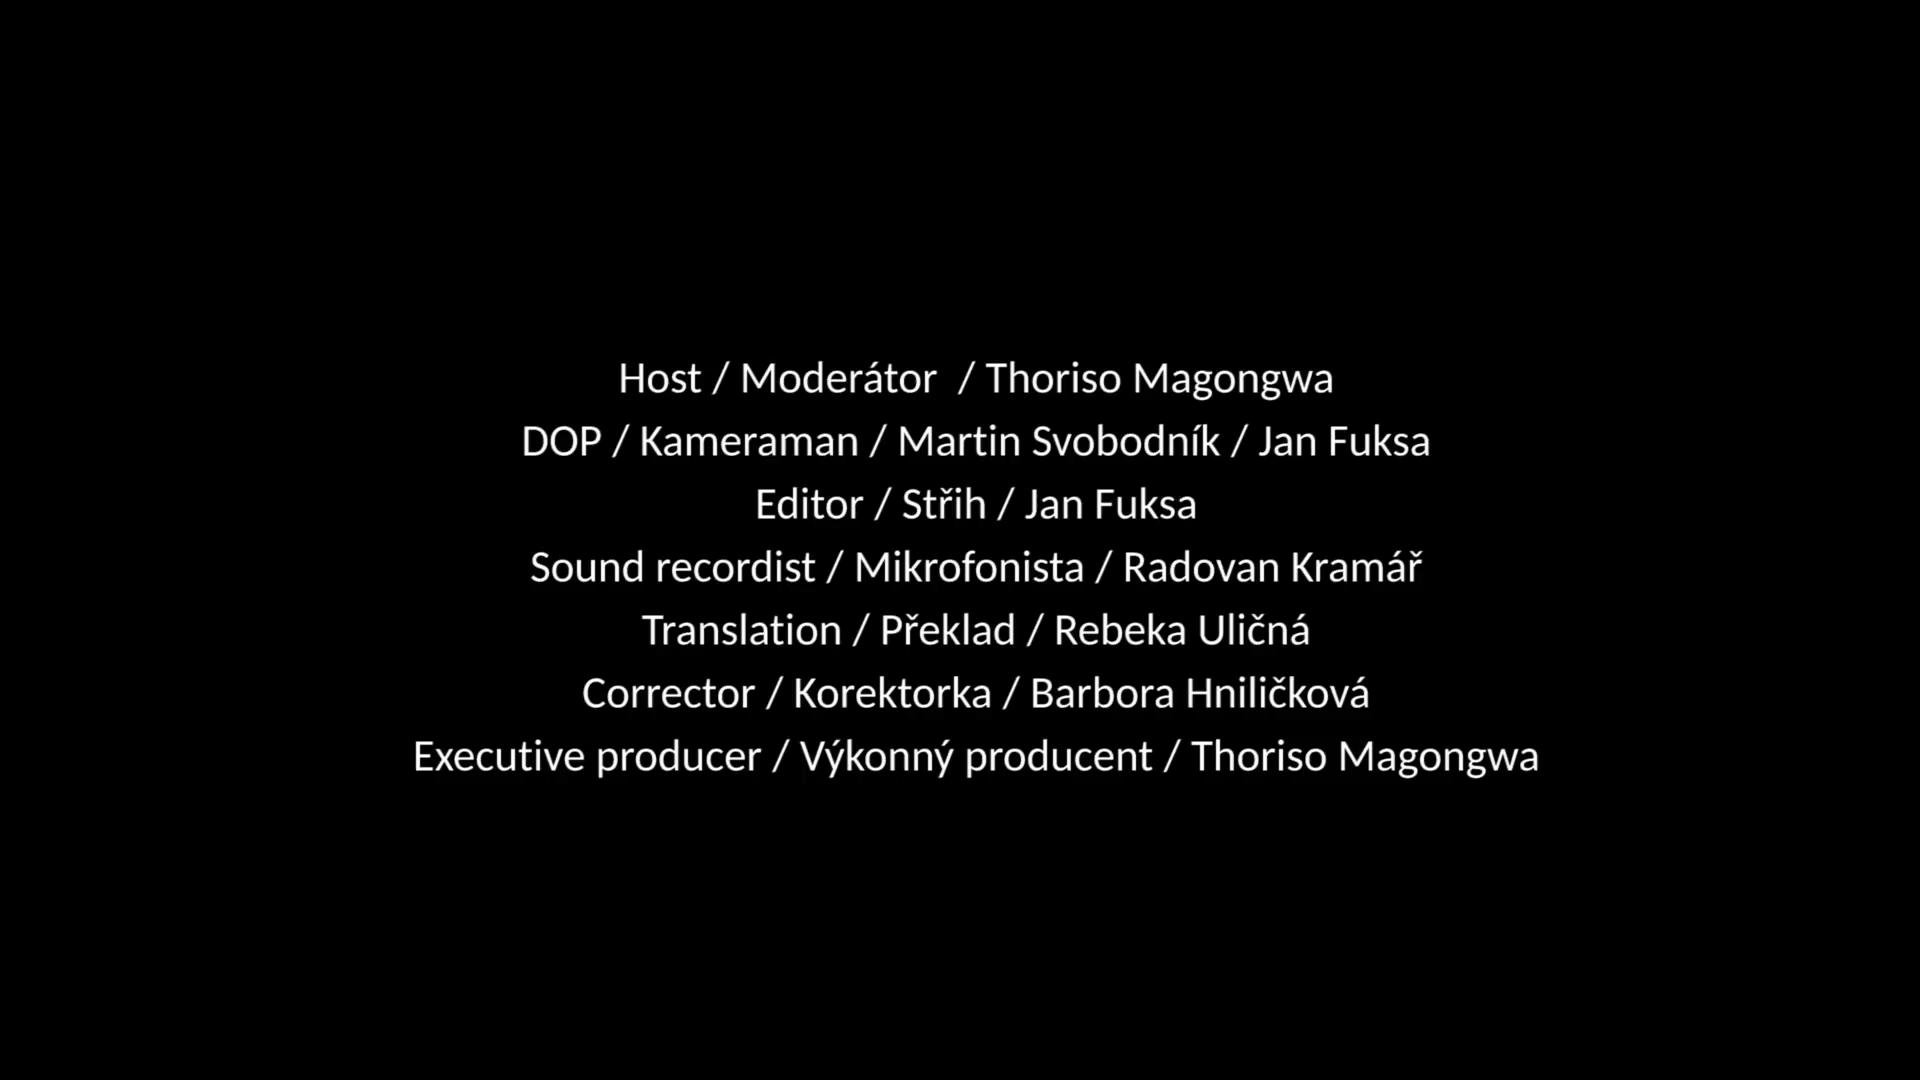 Host / Moderátor  / Thoriso Magongwa
DOP / Kameraman / Martin Svobodník / Jan Fuksa
Editor / Střih / Jan Fuksa
Sound recordist / Mikrofonista / Radovan Kramář
Translation / Překlad / Rebeka Uličná
Corrector / Korektorka / Barbora Hniličková
Executive producer / Výkonný producent / Thoriso Magongwa